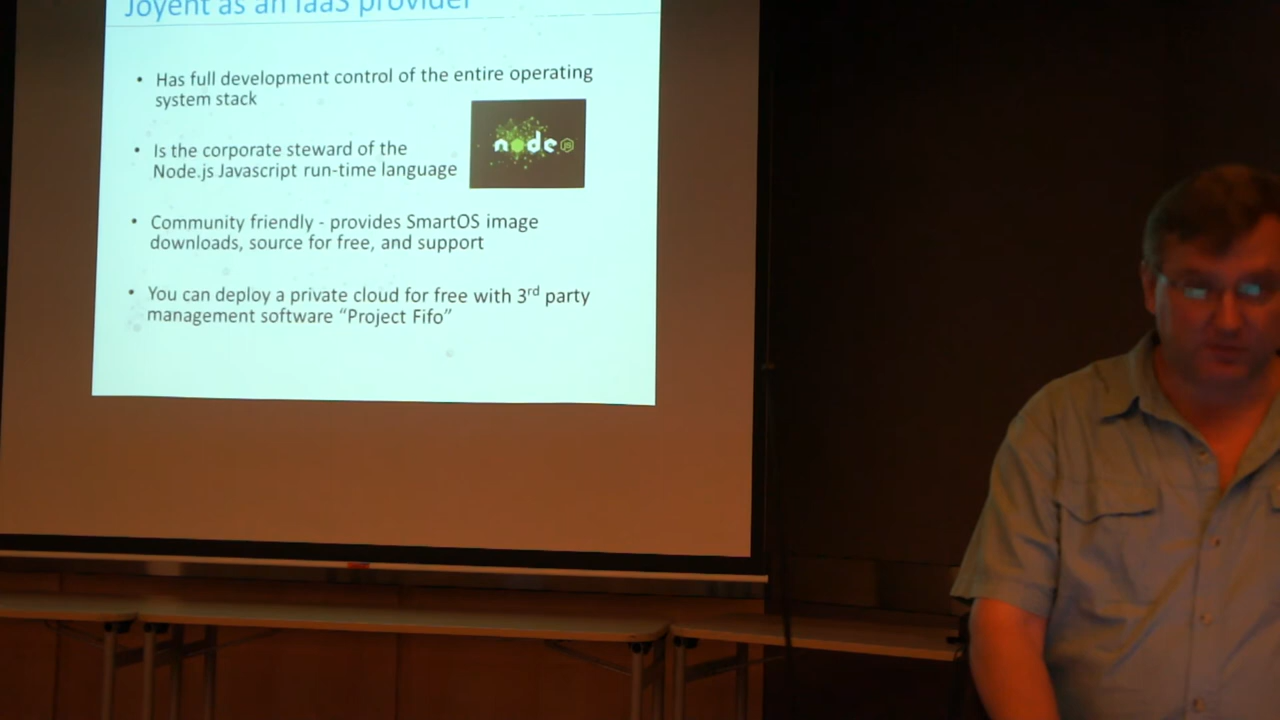 Joyent as an IaaS provider
• Has full development control of the entire operating
system stack
node JS
• Is the corporate steward of the
Node.js Javascript run-time language
• Community friendly - provides SmartOS image
downloads, source for free, and support
• You can deploy a private cloud for free with 3rd party
management software “Project Fifo”